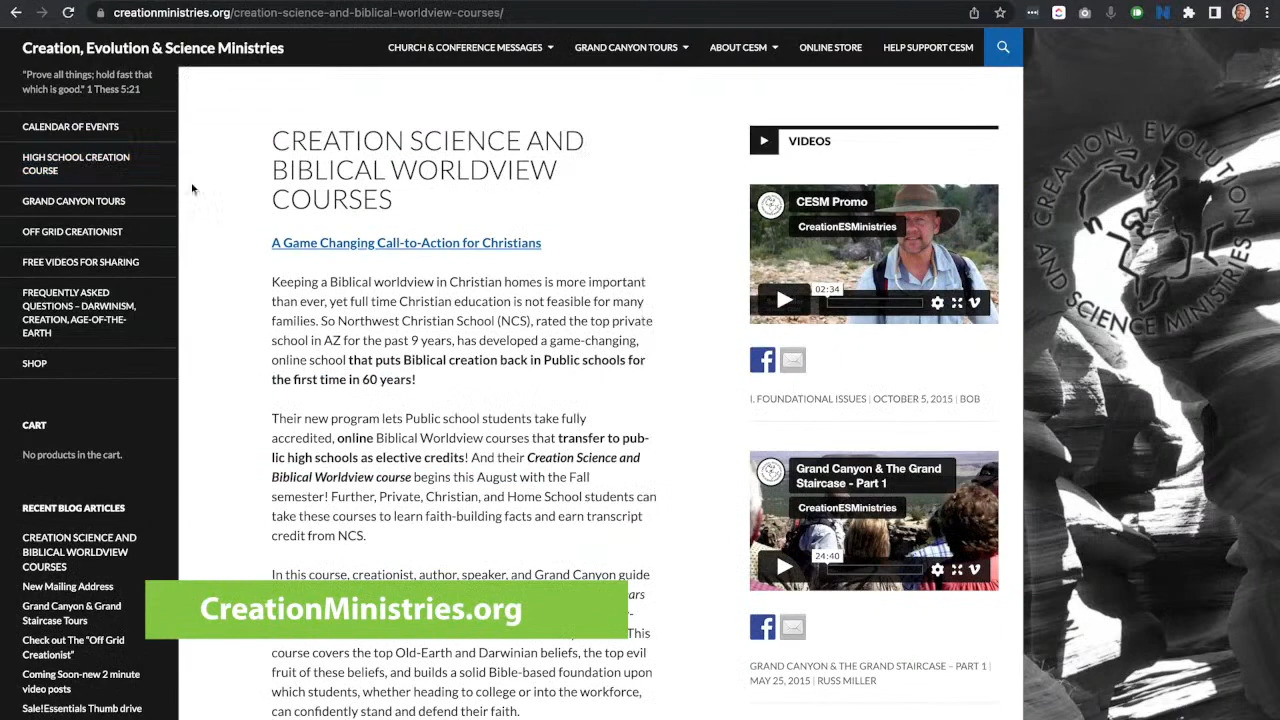 creationministries.org/creation-science-and-biblical-worldview-courses/
Creation, Evolution & Science Ministries
CHURCH & CONFERENCE MESSAGES
GRAND CANYON TOURS
ABOUT CESM
ONLINE STORE
HELP SUPPORT CESM
"Prove all things; hold fast that
which is good." 1 Thess 5:21
CALENDAR OF EVENTS
HIGH SCHOOL CREATION
COURSE
GRAND CANYON TOURS
OFF GRID CREATIONIST
FREE VIDEOS FOR SHARING
FREQUENTLY ASKED
QUESTIONS – DARWINISM,
CREATION, AGE-OF-THE-
EARTH
SHOP
CART
No products in the cart.
RECENT BLOG ARTICLES
CREATION SCIENCE AND
BIBLICAL WORLDVIEW
COURSES
New Mailing Address
Grand Canyon & Grand
Staircase Tours
Check out The "Off Grid
Creationist"
Coming Soon-new 2 minute
video posts
Sale!Essentials Thumb drive
CREATION SCIENCE AND
BIBLICAL WORLDVIEW
COURSES
A Game Changing Call-to-Action for Christians
Keeping a Biblical worldview in Christian homes is more important
than ever, yet full time Christian education is not feasible for many
families. So Northwest Christian School (NCS), rated the top private
school in AZ for the past 9 years, has developed a game-changing,
online school that puts Biblical creation back in Public schools for
the first time in 60 years!
Their new program lets Public school students take fully
accredited, online Biblical Worldview courses that transfer to pub-
lic high schools as elective credits! And their Creation Science and
Biblical Worldview course begins this August with the Fall
semester! Further, Private, Christian, and Home School students can
take these courses to learn faith-building facts and earn transcript
credit from NCS.
In this course, creationist, author, speaker, and Grand Canyon guide
This
course covers the top Old-Earth and Darwinian beliefs, the top evil
fruit of these beliefs, and builds a solid Bible-based foundation upon
which students, whether heading to college or into the workforce,
can confidently stand and defend their faith.
CreationMinistries.org
VIDEOS
CESM Promo
CreationESMinistries
02:34
I. FOUNDATIONAL ISSUES | OCTOBER 5, 2015 | BOB
Grand Canyon & The Grand
Staircase - Part 1
CreationESMinistries
24:40
GRAND CANYON & THE GRAND STAIRCASE – PART 1 |
MAY 25, 2015 | RUSS MILLER
CREATION, EVOLUTION
AND SCIENCE MINISTRIES